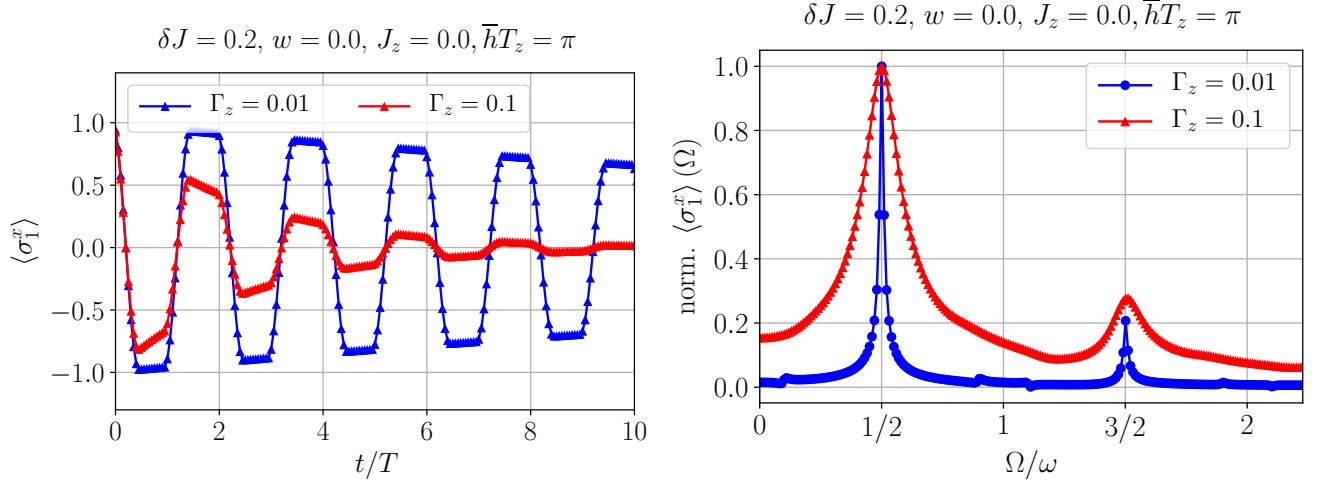 δJ = 0.2, w = 0.0, J_z = 0.0, h̅T_z = π
Γ_z = 0.01
Γ_z = 0.1
1.0
0.5
0.0
−0.5
−1.0
⟨σ_1^x⟩
0
2
4
6
8
10
t/T
δJ = 0.2, w = 0.0, J_z = 0.0, h̅T_z = π
Γ_z = 0.01
Γ_z = 0.1
1.0
0.8
0.6
0.4
0.2
0.0
norm. ⟨σ_1^x⟩ (Ω)
0
1/2
1
3/2
2
Ω/ω